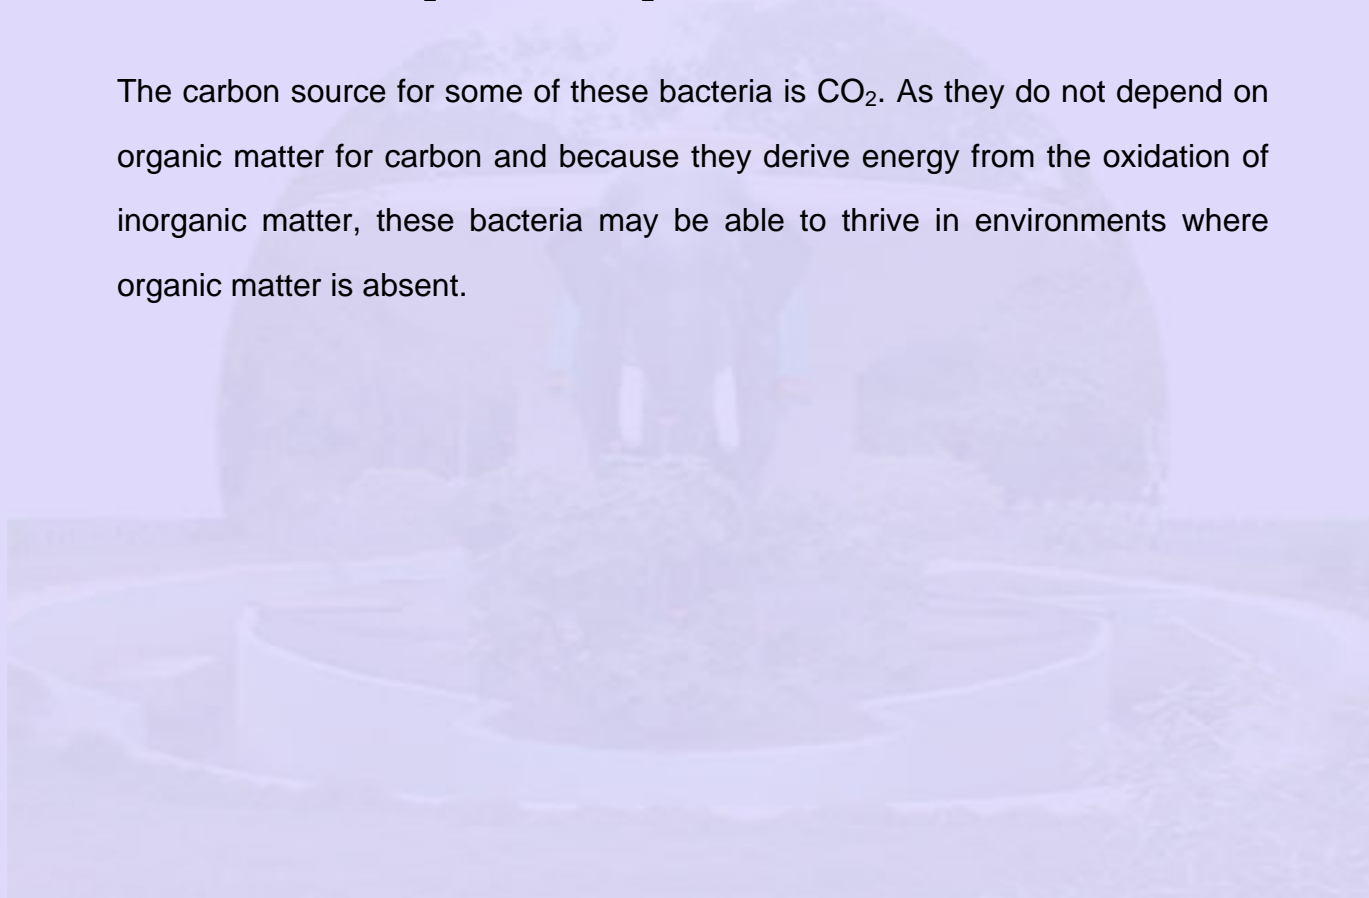 The carbon source for some of these bacteria is CO₂. As they do not depend on
organic matter for carbon and because they derive energy from the oxidation of
inorganic matter, these bacteria may be able to thrive in environments where
organic matter is absent.